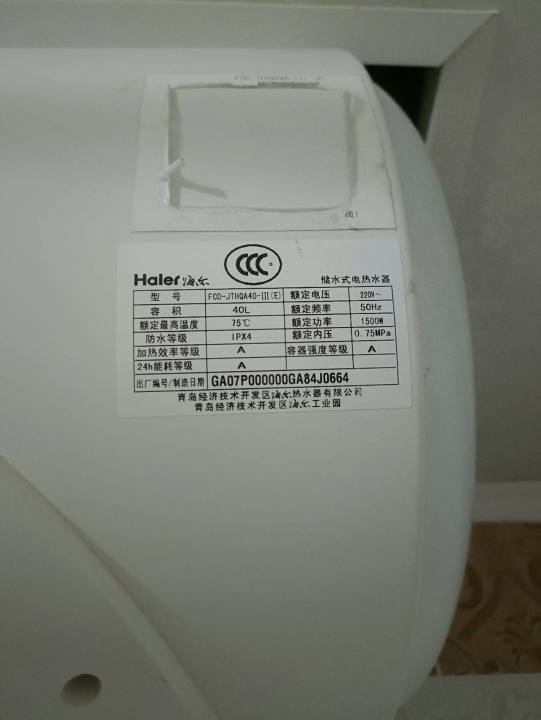 FCD-JTHQA40-III(E)
阀!
CCC
Haier 海尔
储水式电热水器
型 号 FCD-JTHQA40-III(E) 额定电压 220V~
容 积 40L 额定频率 50Hz
额定最高温度 75℃ 额定功率 1500W
防水等级 IPX4 额定内压 0.75MPa
加热效率等级 A 容器强度等级 A
24h能耗等级 A
出厂编号/制造日期 GA07P000000GA84J0664
青岛经济技术开发区海尔热水器有限公司
青岛经济技术开发区海尔工业园